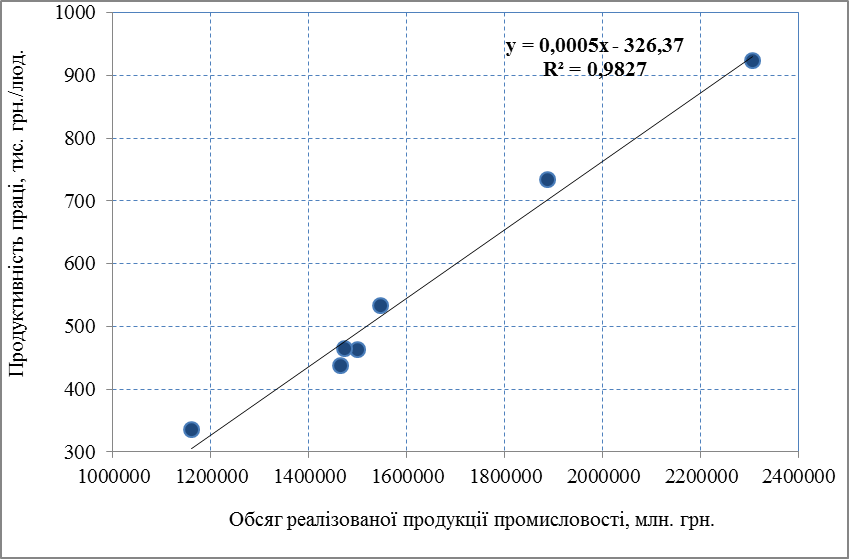 y = 0,0005x - 326,37
R² = 0,9827
Продуктивність праці, тис. грн./люд.
1000
900
800
700
600
500
400
300
1000000 1200000 1400000 1600000 1800000 2000000 2200000 2400000
Обсяг реалізованої продукції промисловості, млн. грн.